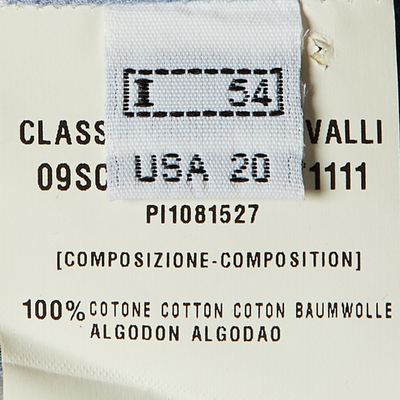 I 54
CLASS VALLI
USA 20
09SC 1111
PI1081527
[COMPOSIZIONE-COMPOSITION]
100% COTONE COTTON COTON BAUMWOLLE
ALGODON ALGODAO